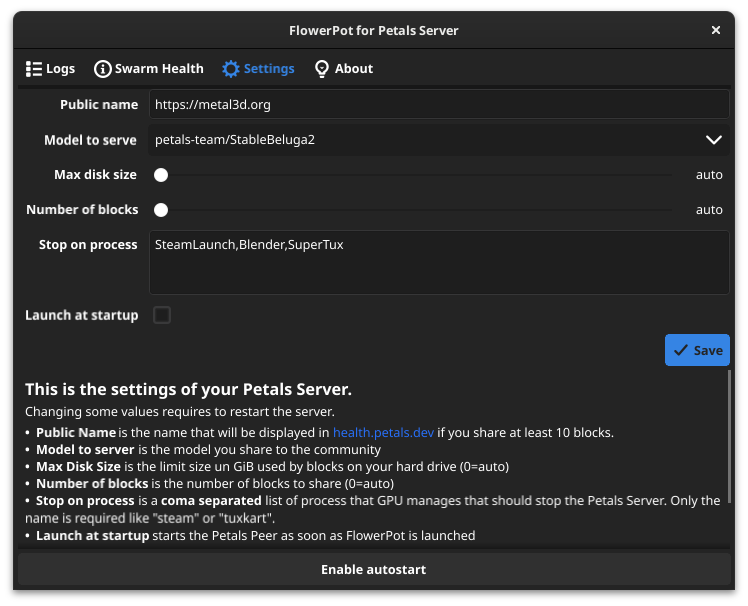 FlowerPot for Petals Server
Logs Swarm Health Settings About
Public name https://metal3d.org
Model to serve petals-team/StableBeluga2
Max disk size auto
Number of blocks auto
Stop on process SteamLaunch,Blender,SuperTux
Launch at startup
Save
This is the settings of your Petals Server.
Changing some values requires to restart the server.
• Public Name is the name that will be displayed in health.petals.dev if you share at least 10 blocks.
• Model to server is the model you share to the community
• Max Disk Size is the limit size un GiB used by blocks on your hard drive (0=auto)
• Number of blocks is the number of blocks to share (0=auto)
• Stop on process is a coma separated list of process that GPU manages that should stop the Petals Server. Only the
name is required like "steam" or "tuxkart".
• Launch at startup starts the Petals Peer as soon as FlowerPot is launched
Enable autostart